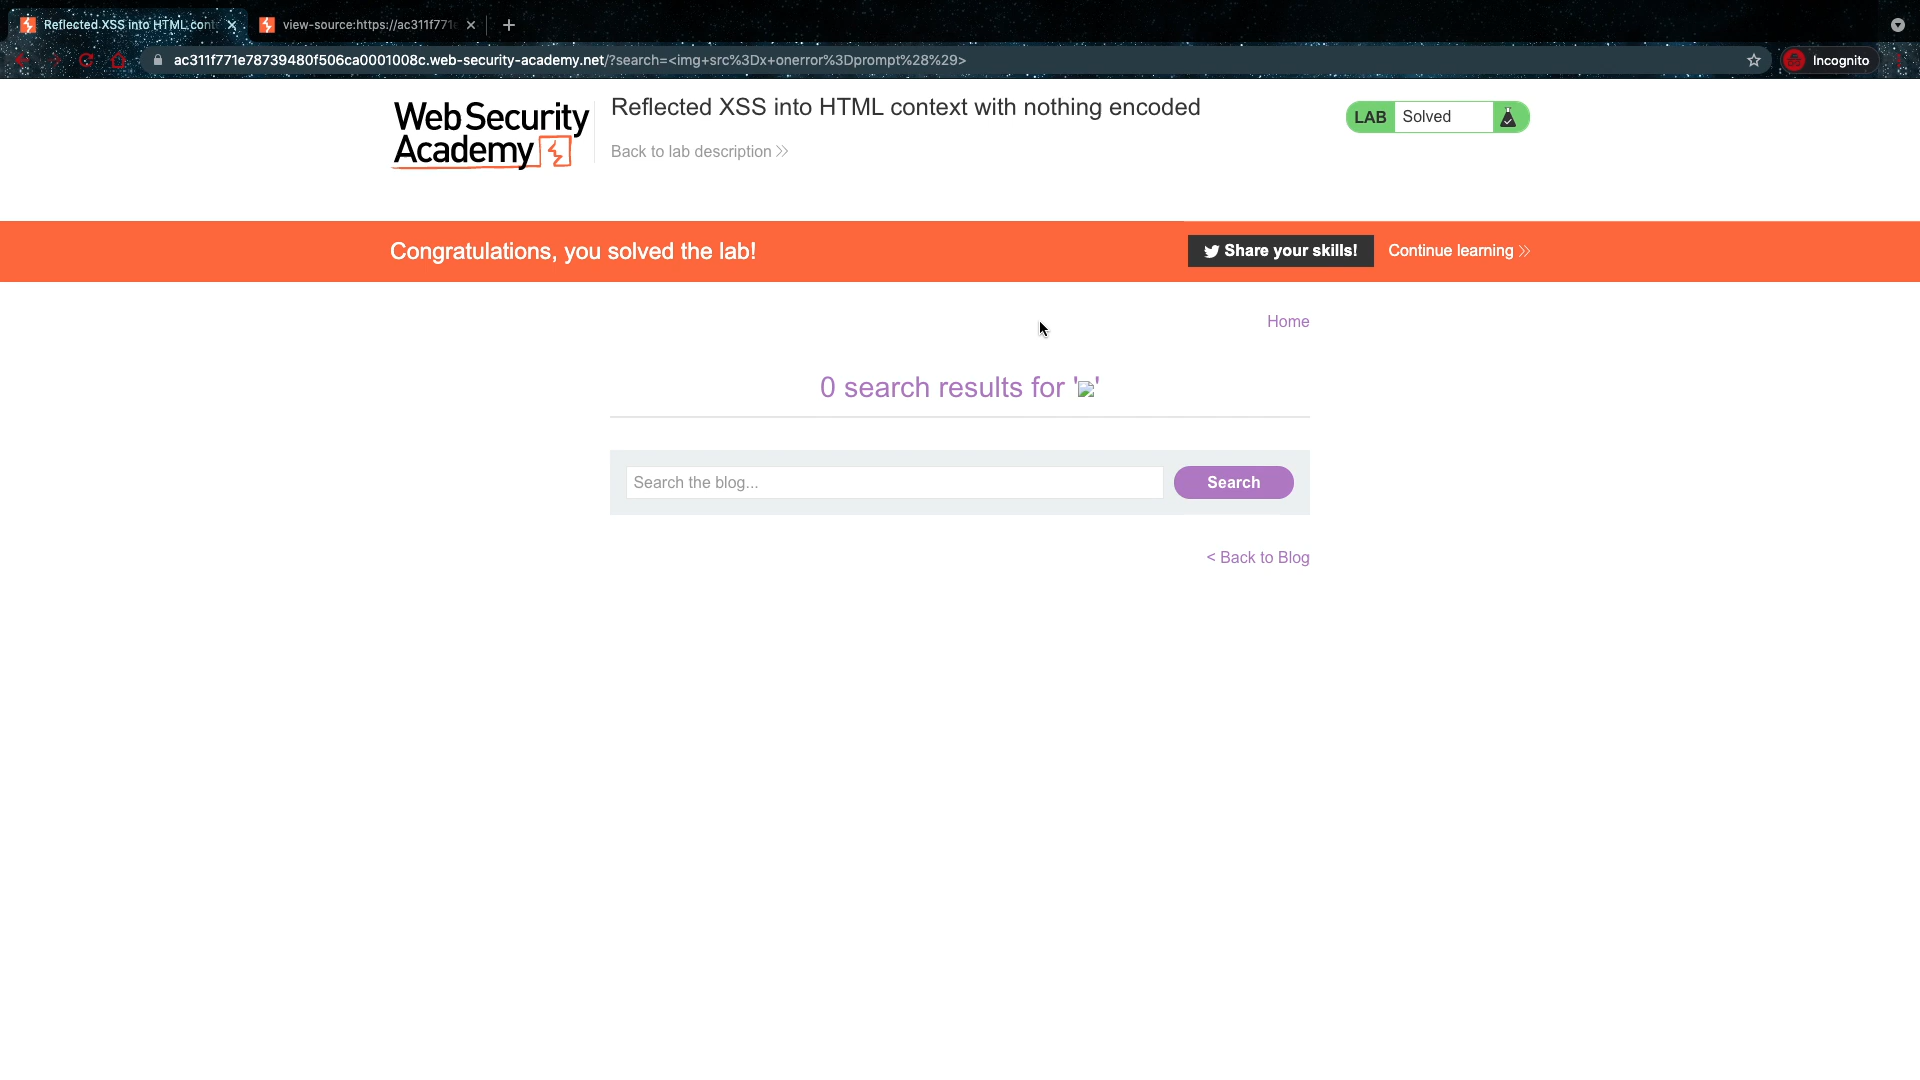 Reflected XSS into HTML cont
view-source:https://ac311f771e
ac311f771e78739480f506ca0001008c.web-security-academy.net/?search=<img+src%3Dx+onerror%3Dprompt%28%29>
Incognito
Web Security
Academy
Reflected XSS into HTML context with nothing encoded
Back to lab description
LAB Solved
Congratulations, you solved the lab!
Share your skills!
Continue learning
Home
0 search results for ''
Search the blog...
Search
< Back to Blog